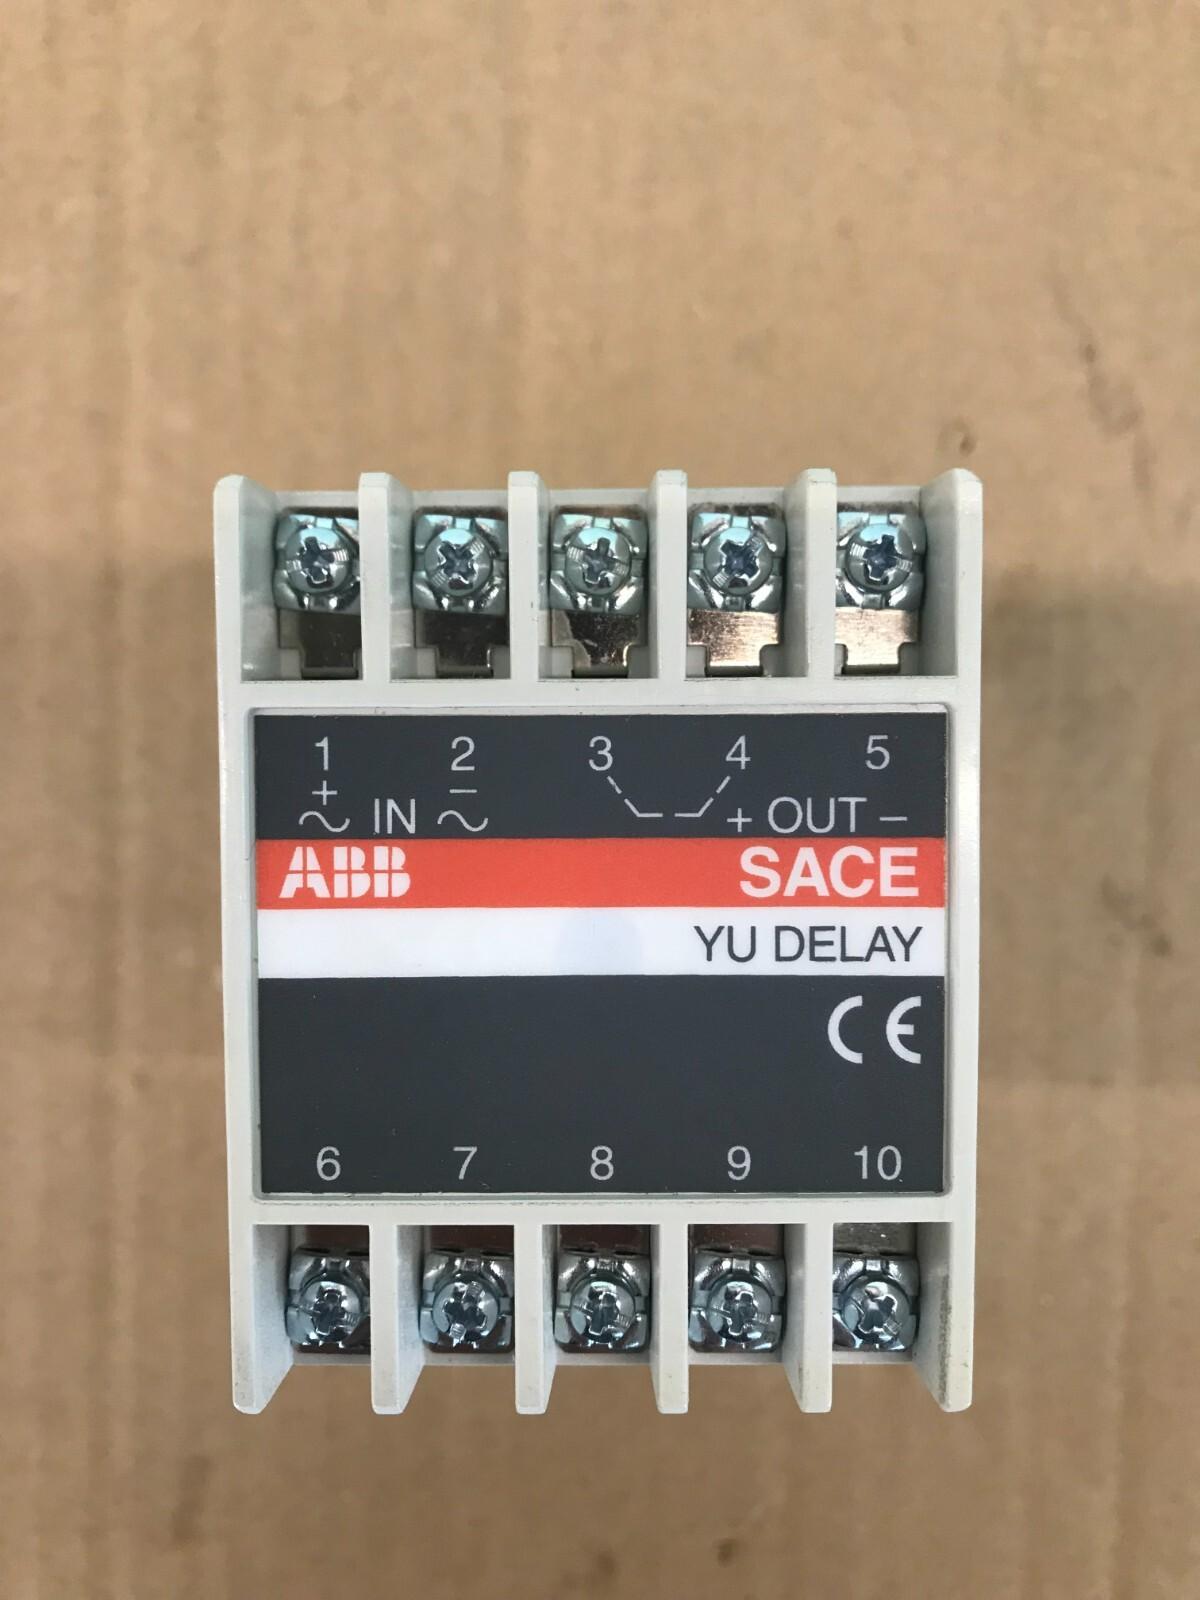 1 2 3 4 5
+ −
~ IN ~ + OUT −
ABB SACE
YU DELAY
CE
6 7 8 9 10